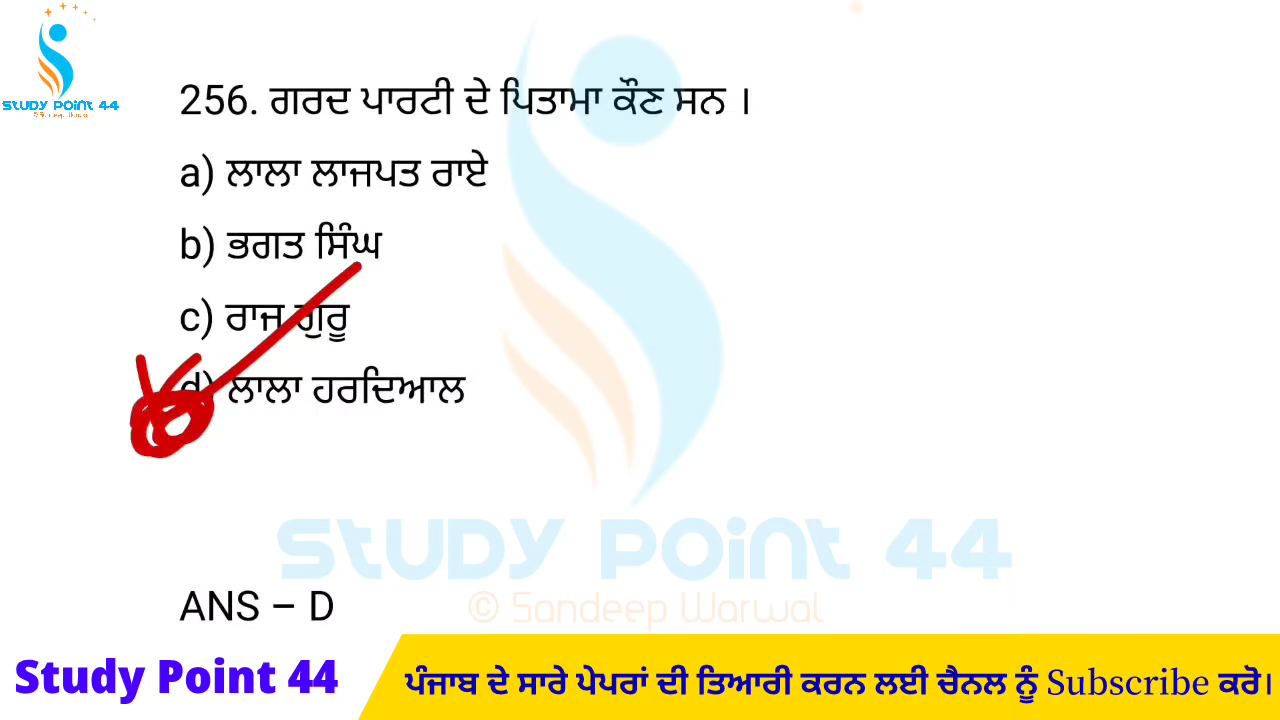 STUDY POINT 44
256. ਗਰਦ ਪਾਰਟੀ ਦੇ ਪਿਤਾਮਾ ਕੌਣ ਸਨ ।
a) ਲਾਲਾ ਲਾਜਪਤ ਰਾਏ
b) ਭਗਤ ਸਿੰਘ
c) ਰਾਜ ਗੁਰੂ
d) ਲਾਲਾ ਹਰਦਿਆਲ
STUDY POINT 44
© Sandeep Warwal
ANS – D
Study Point 44
ਪੰਜਾਬ ਦੇ ਸਾਰੇ ਪੇਪਰਾਂ ਦੀ ਤਿਆਰੀ ਕਰਨ ਲਈ ਚੈਨਲ ਨੂੰ Subscribe ਕਰੋ।